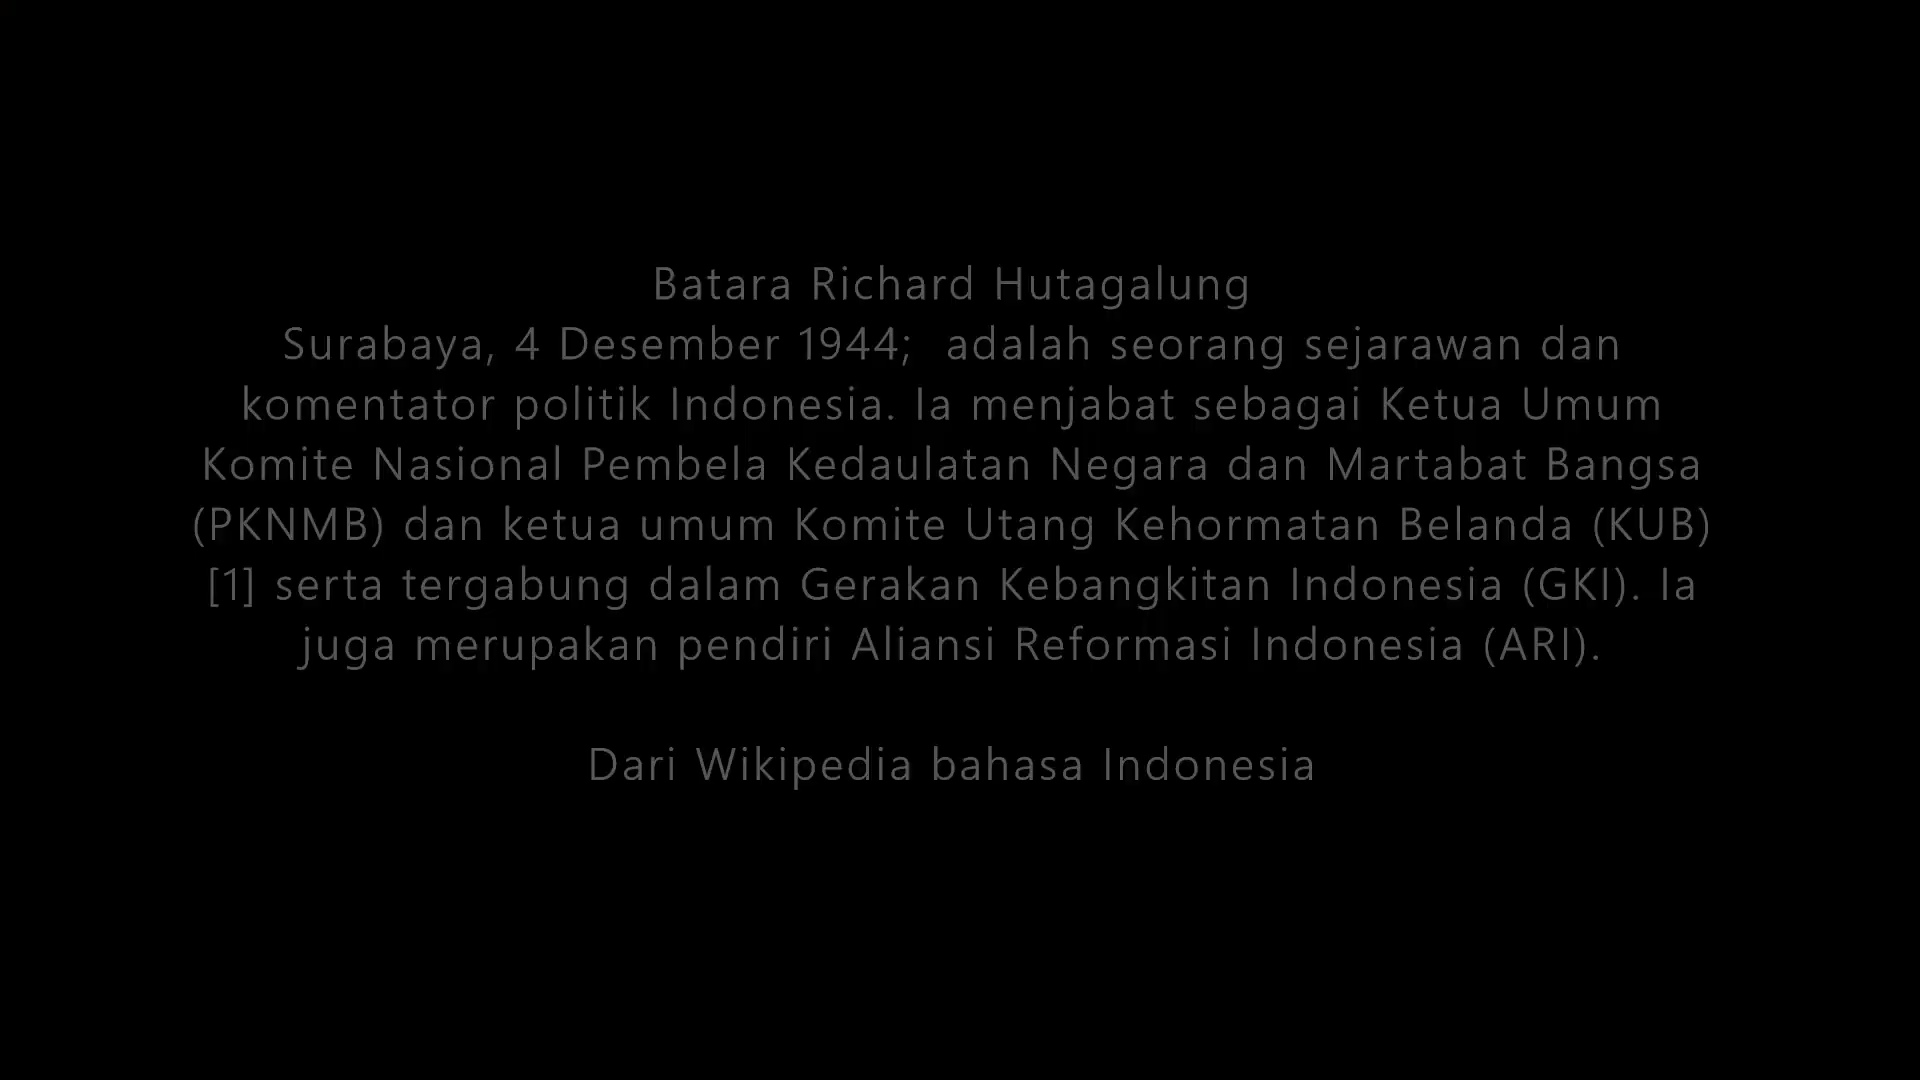 Batara Richard Hutagalung
Surabaya, 4 Desember 1944;  adalah seorang sejarawan dan
komentator politik Indonesia. Ia menjabat sebagai Ketua Umum
Komite Nasional Pembela Kedaulatan Negara dan Martabat Bangsa
(PKNMB) dan ketua umum Komite Utang Kehormatan Belanda (KUB)
[1] serta tergabung dalam Gerakan Kebangkitan Indonesia (GKI). Ia
juga merupakan pendiri Aliansi Reformasi Indonesia (ARI).
Dari Wikipedia bahasa Indonesia